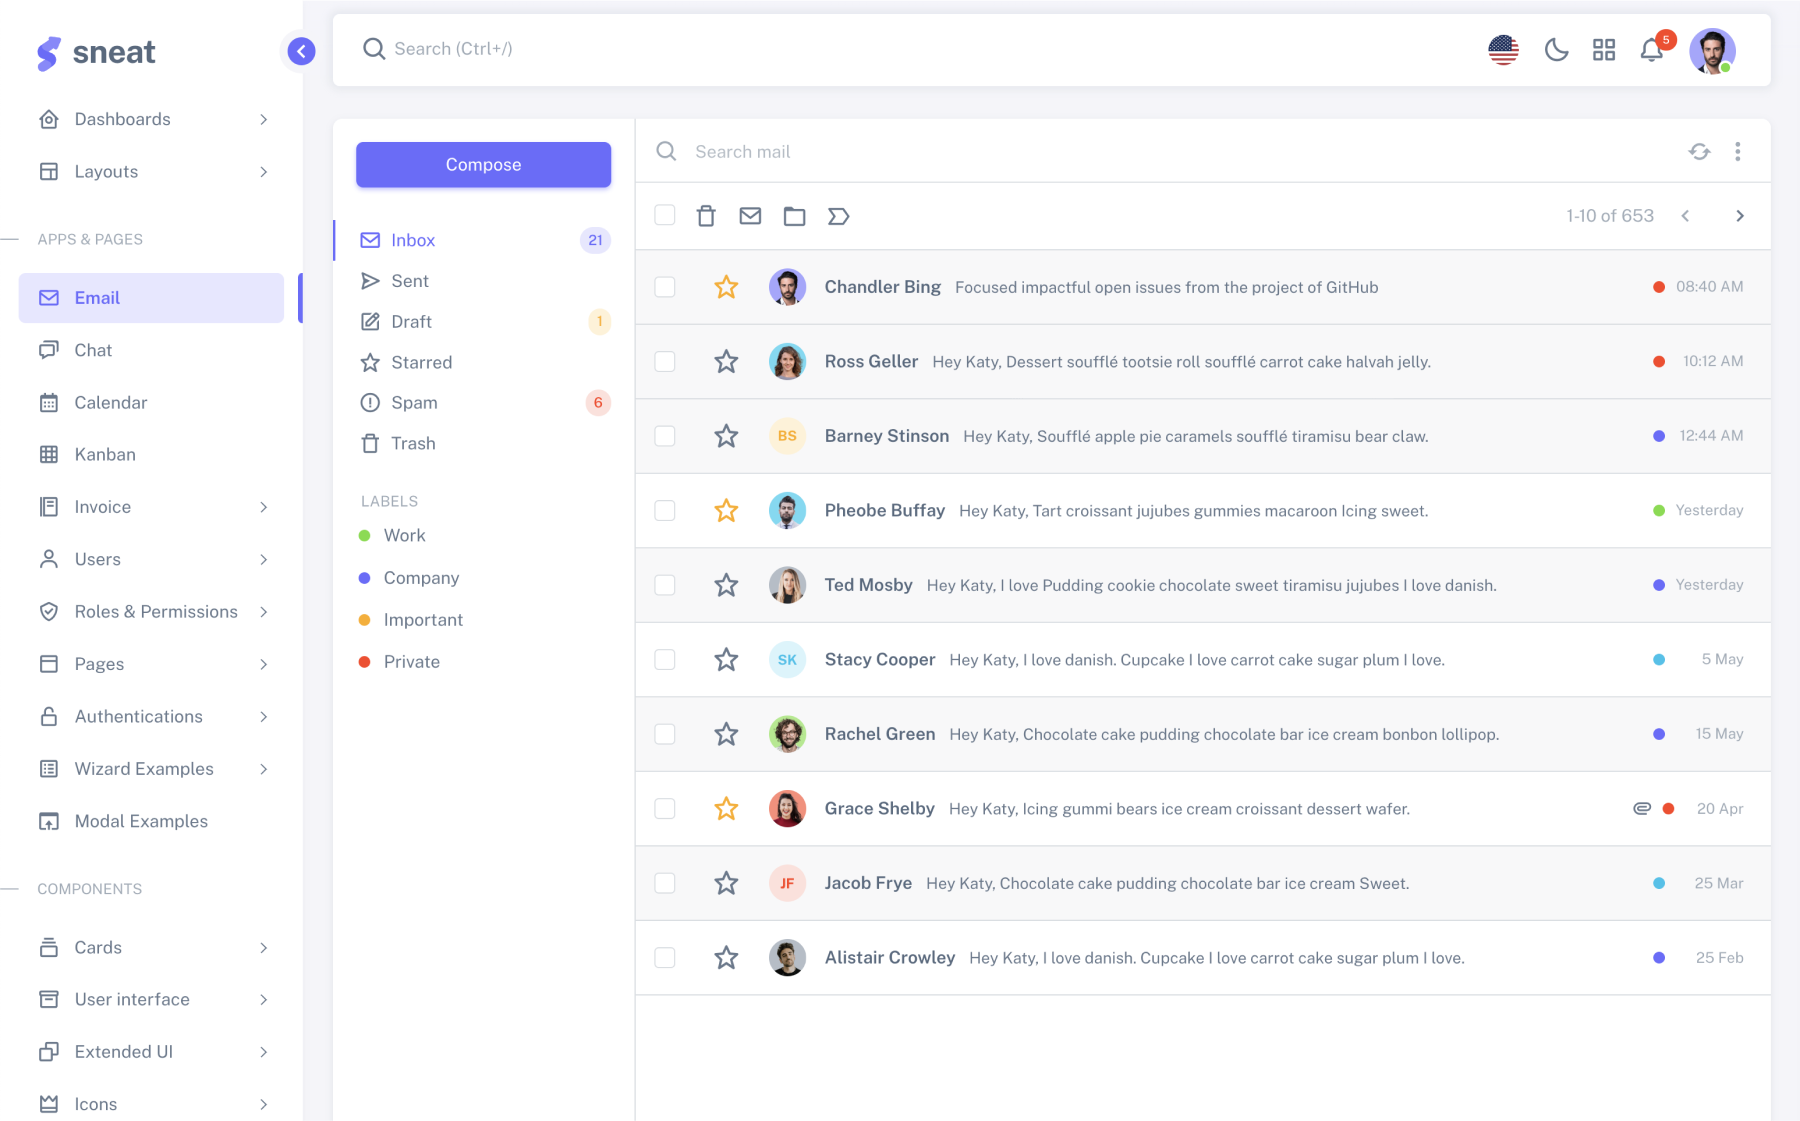 sneat
Dashboards
Layouts
APPS & PAGES
Email
Chat
Calendar
Kanban
Invoice
Users
Roles & Permissions
Pages
Authentications
Wizard Examples
Modal Examples
COMPONENTS
Cards
User interface
Extended UI
Icons
Search (Ctrl+/)
5
Compose
Inbox 21
Sent
Draft 1
Starred
Spam 6
Trash
LABELS
Work
Company
Important
Private
Search mail
1-10 of 653
Chandler Bing Focused impactful open issues from the project of GitHub 08:40 AM
Ross Geller Hey Katy, Dessert soufflé tootsie roll soufflé carrot cake halvah jelly. 10:12 AM
BS Barney Stinson Hey Katy, Soufflé apple pie caramels soufflé tiramisu bear claw. 12:44 AM
Pheobe Buffay Hey Katy, Tart croissant jujubes gummies macaroon Icing sweet. Yesterday
Ted Mosby Hey Katy, I love Pudding cookie chocolate sweet tiramisu jujubes I love danish. Yesterday
SK Stacy Cooper Hey Katy, I love danish. Cupcake I love carrot cake sugar plum I love. 5 May
Rachel Green Hey Katy, Chocolate cake pudding chocolate bar ice cream bonbon lollipop. 15 May
Grace Shelby Hey Katy, Icing gummi bears ice cream croissant dessert wafer. 20 Apr
JF Jacob Frye Hey Katy, Chocolate cake pudding chocolate bar ice cream Sweet. 25 Mar
Alistair Crowley Hey Katy, I love danish. Cupcake I love carrot cake sugar plum I love. 25 Feb